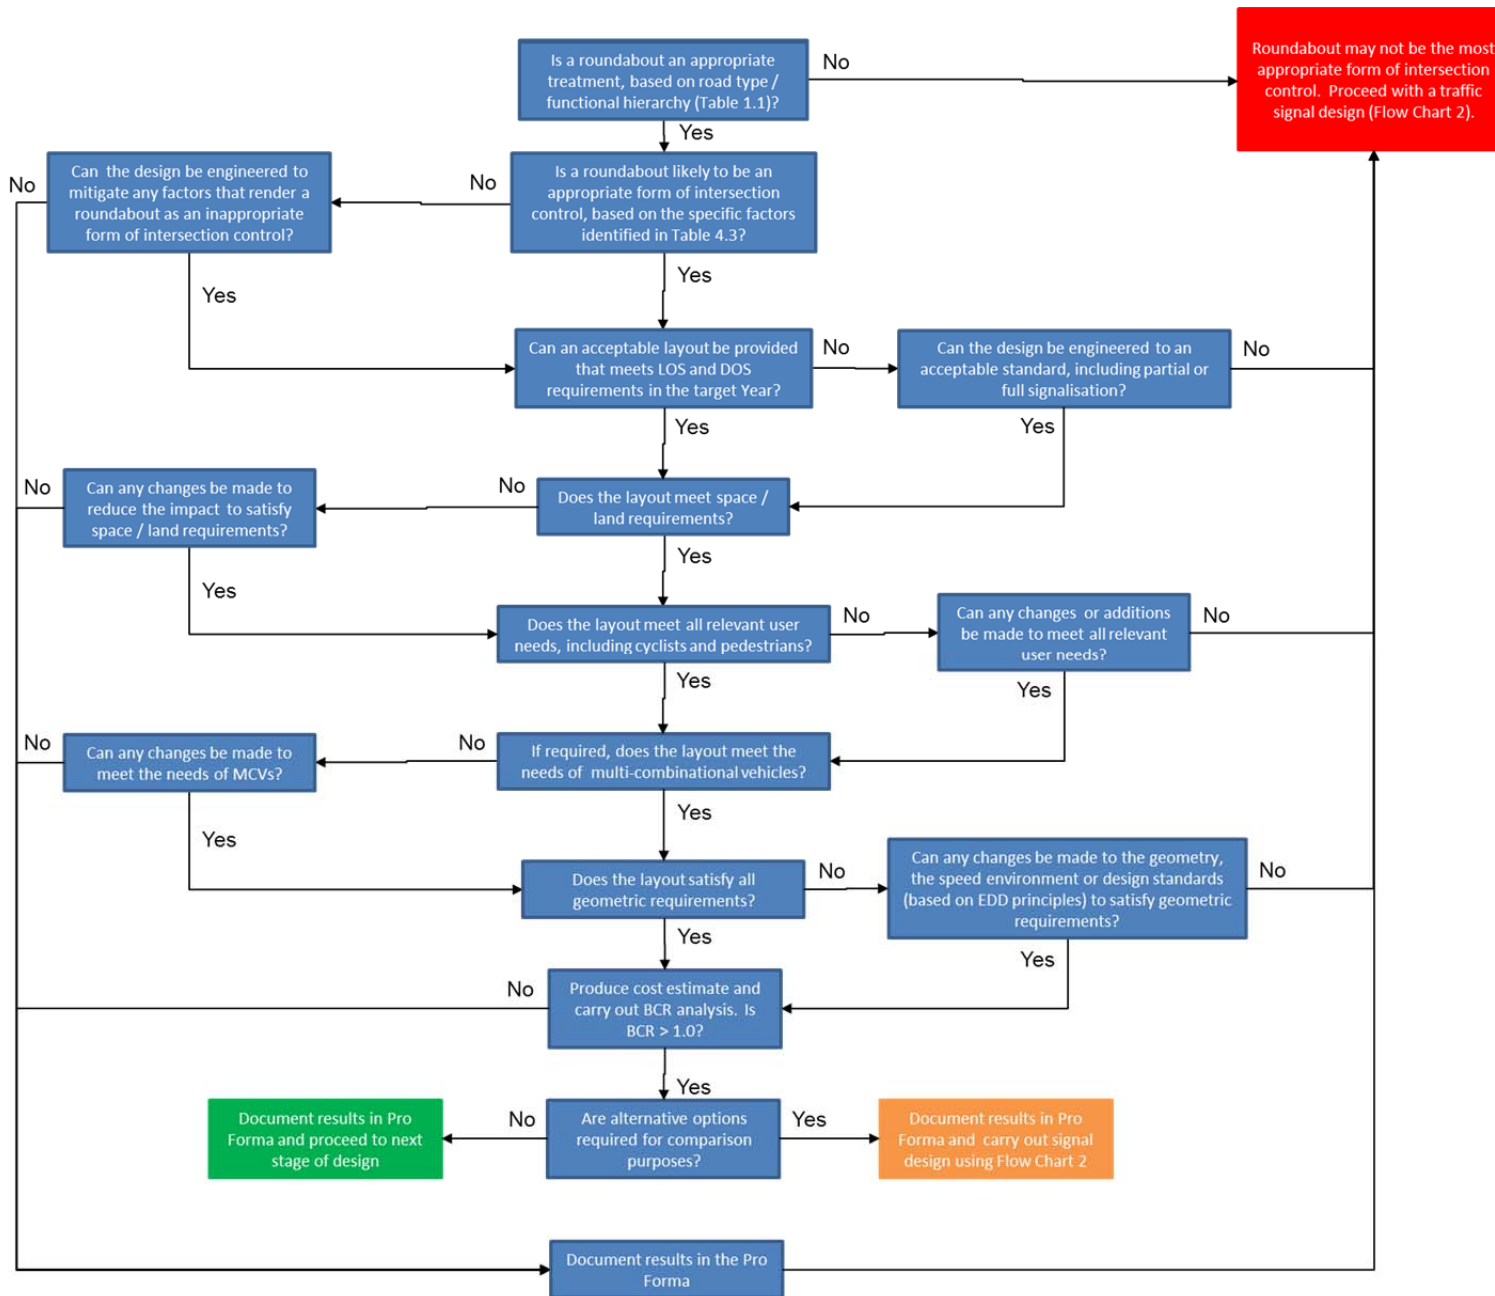 Is a roundabout an appropriate
treatment, based on road type /
functional hierarchy (Table 1.1)?
No
Roundabout may not be the most
appropriate form of intersection
control.  Proceed with a traffic
signal design (Flow Chart 2).
Yes
No
Can  the design be engineered to
mitigate any factors that render a
roundabout as an inappropriate
form of intersection control?
No
Is a roundabout likely to be an
appropriate form of intersection
control, based on the specific factors
identified in Table 4.3?
Yes
Yes
Can an acceptable layout be provided
that meets LOS and DOS
requirements in the target Year?
No
Can the design be engineered to an
acceptable standard, including partial or
full signalisation?
No
Yes
Yes
No
Can any changes be made to
reduce the impact to satisfy
space / land requirements?
No
Does the layout meet space /
land requirements?
Yes
Yes
Does the layout meet all relevant user
needs, including cyclists and pedestrians?
No
Can any changes  or additions
be made to meet all relevant
user needs?
No
Yes
Yes
No
Can any changes be made to
meet the needs of MCVs?
No
If required, does the layout meet the
needs of  multi-combinational vehicles?
Yes
Yes
Does the layout satisfy all
geometric requirements?
No
Can any changes be made to the geometry,
the speed environment or design standards
(based on EDD principles) to satisfy geometric
requirements?
No
Yes
Yes
No
Produce cost estimate and
carry out BCR analysis.  Is
BCR > 1.0?
Yes
Document results in Pro
Forma and proceed to next
stage of design
No
Are alternative options
required for comparison
purposes?
Yes
Document results in Pro
Forma and  carry out signal
design using Flow Chart 2
Document results in the Pro
Forma